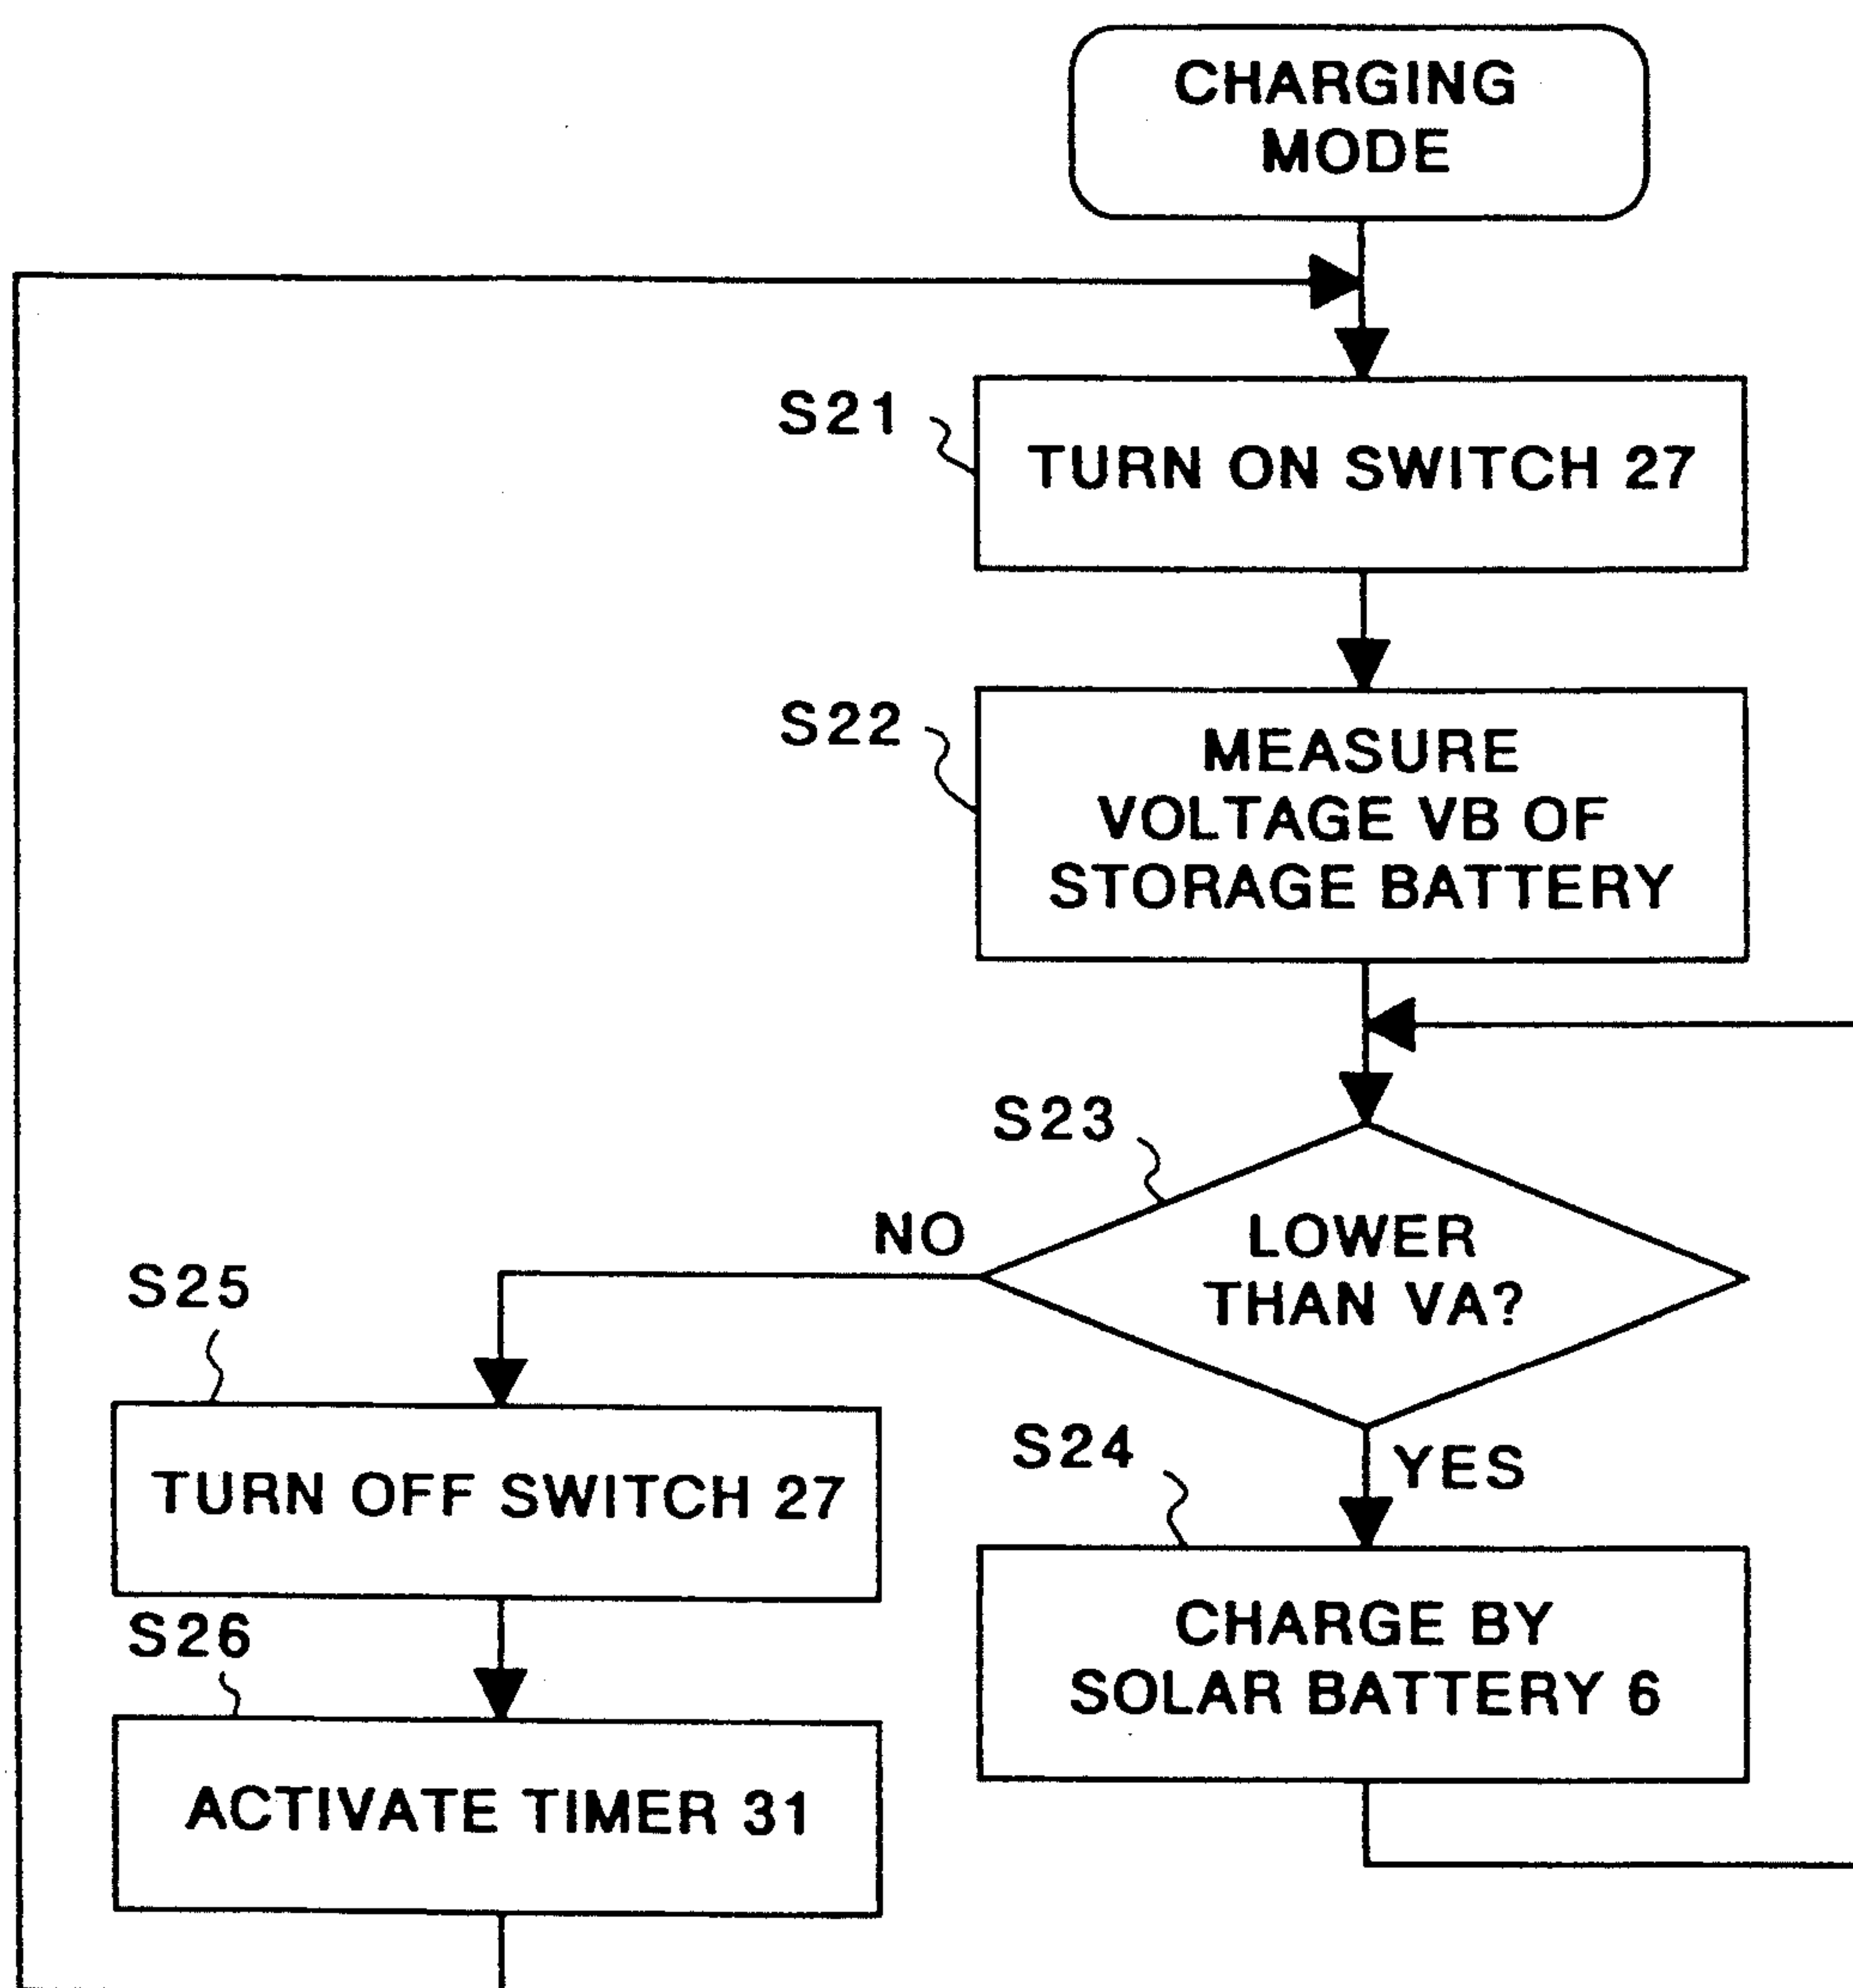 CHARGING
MODE
S21
TURN ON SWITCH 27
S22
MEASURE
VOLTAGE VB OF
STORAGE BATTERY
S23
LOWER
THAN VA?
NO
YES
S25
TURN OFF SWITCH 27
S24
CHARGE BY
SOLAR BATTERY 6
S26
ACTIVATE TIMER 31